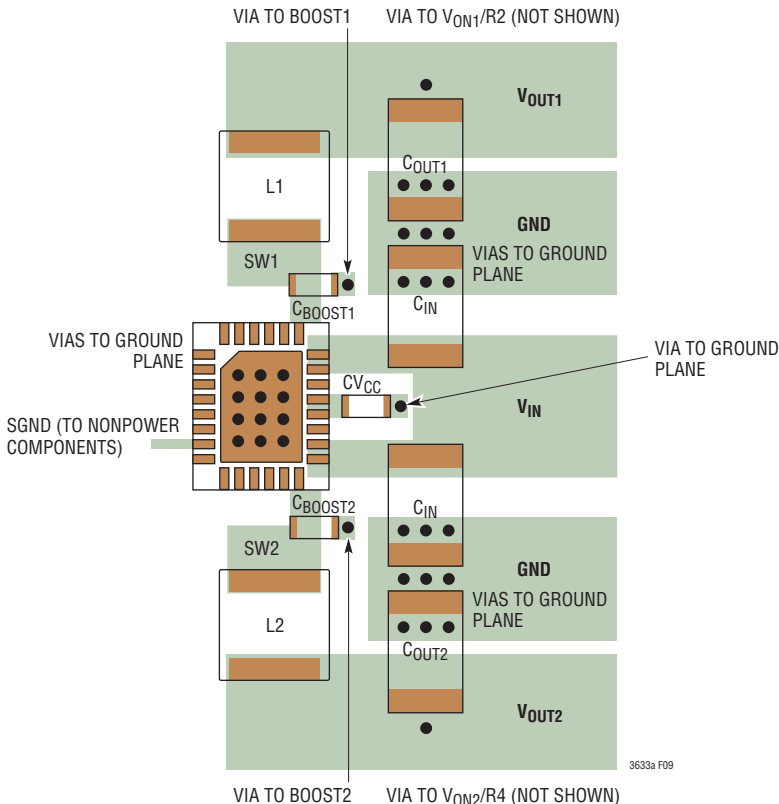 VIA TO BOOST1
VIA TO VON1/R2 (NOT SHOWN)
VOUT1
COUT1
L1
GND
VIAS TO GROUND
PLANE
SW1
CBOOST1
CIN
VIAS TO GROUND
PLANE
CVCC
VIA TO GROUND
PLANE
VIN
SGND (TO NONPOWER
COMPONENTS)
CBOOST2
CIN
SW2
GND
VIAS TO GROUND
PLANE
L2
COUT2
VOUT2
3633a F09
VIA TO BOOST2
VIA TO VON2/R4 (NOT SHOWN)